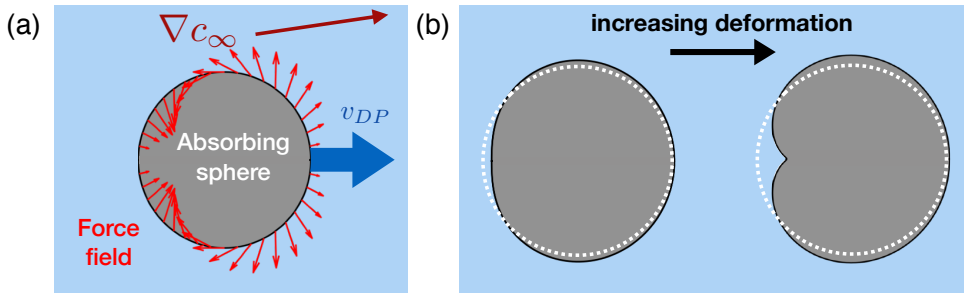 (a)
∇c∞
v_DP
Absorbing
sphere
Force
field
(b)
increasing deformation